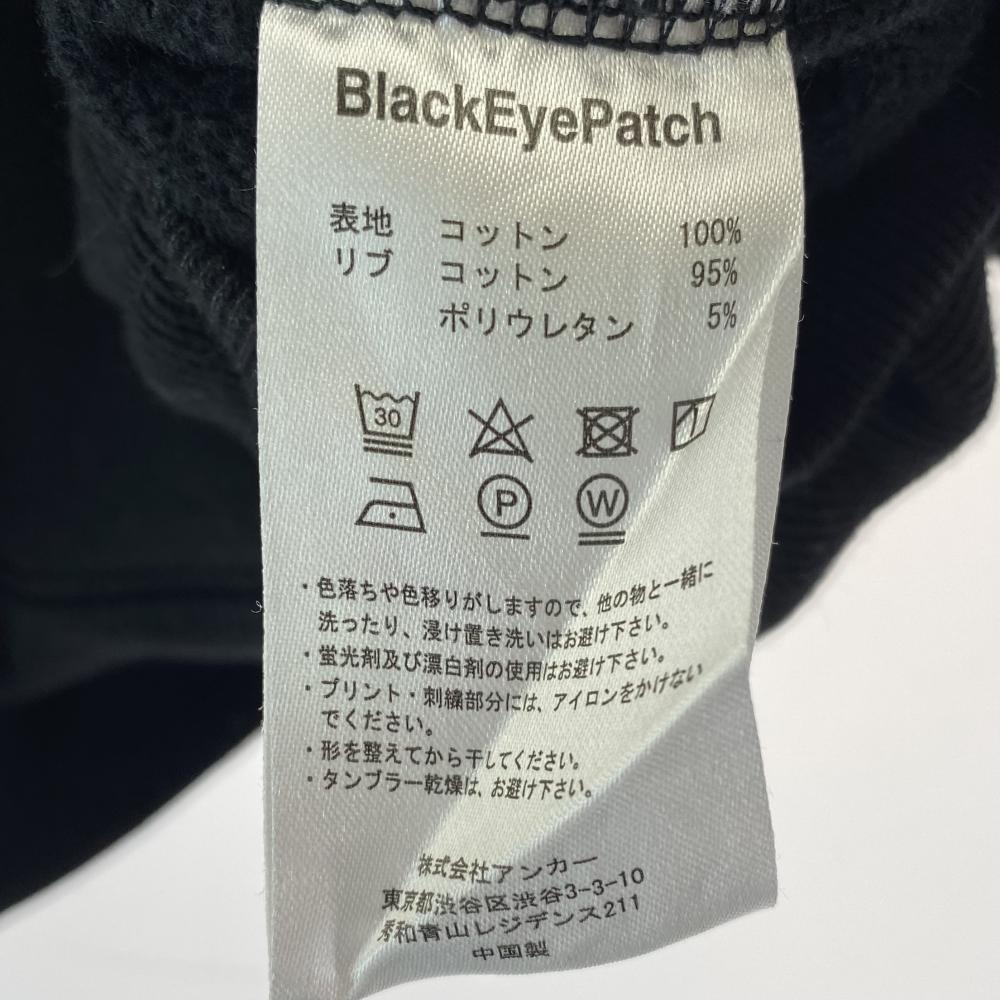 BlackEyePatch
表地 コットン 100%
リブ コットン 95%
ポリウレタン 5%
30
P W
・色落ちや色移りがしますので、他の物と一緒に
洗ったり、浸け置き洗いはお避け下さい。
・蛍光剤及び漂白剤の使用はお避け下さい。
・プリント・刺繍部分には、アイロンをかけない
でください。
・形を整えてから干してください。
・タンブラー乾燥は、お避け下さい。
株式会社アンカー
東京都渋谷区渋谷3-3-10
秀和青山レジデンス211
中国製